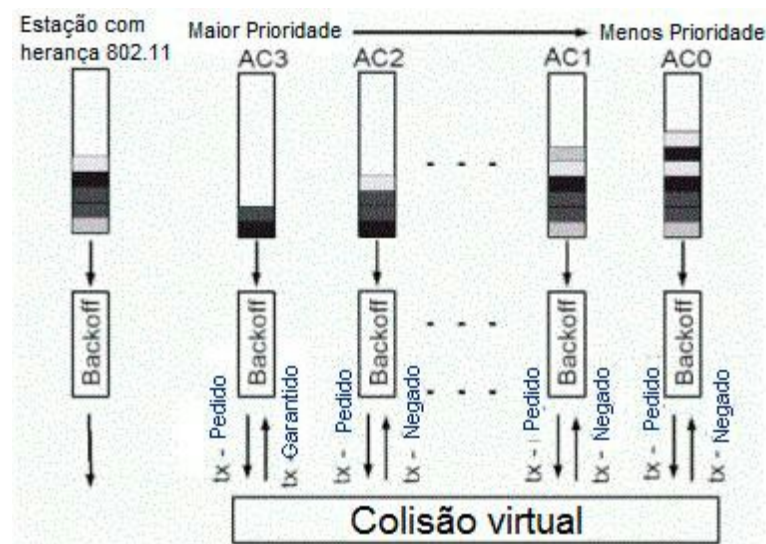 Estação com
herança 802.11
Maior Prioridade
Menos Prioridade
AC3
AC2
AC1
AC0
Backoff
Backoff
Backoff
Backoff
Backoff
tx - Pedido
tx - Garantido
tx - Pedido
tx - Negado
tx - Pedido
tx - Negado
tx - Pedido
tx - Negado
Colisão virtual